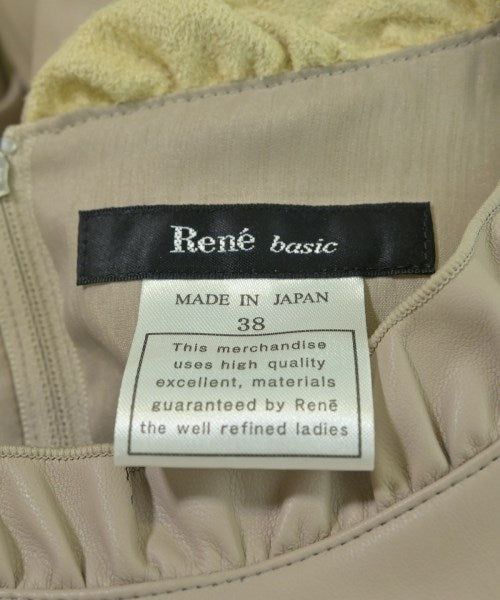 René basic
MADE IN JAPAN
38
This merchandise
uses high quality
excellent, materials
guaranteed by Renē
the well refined ladies